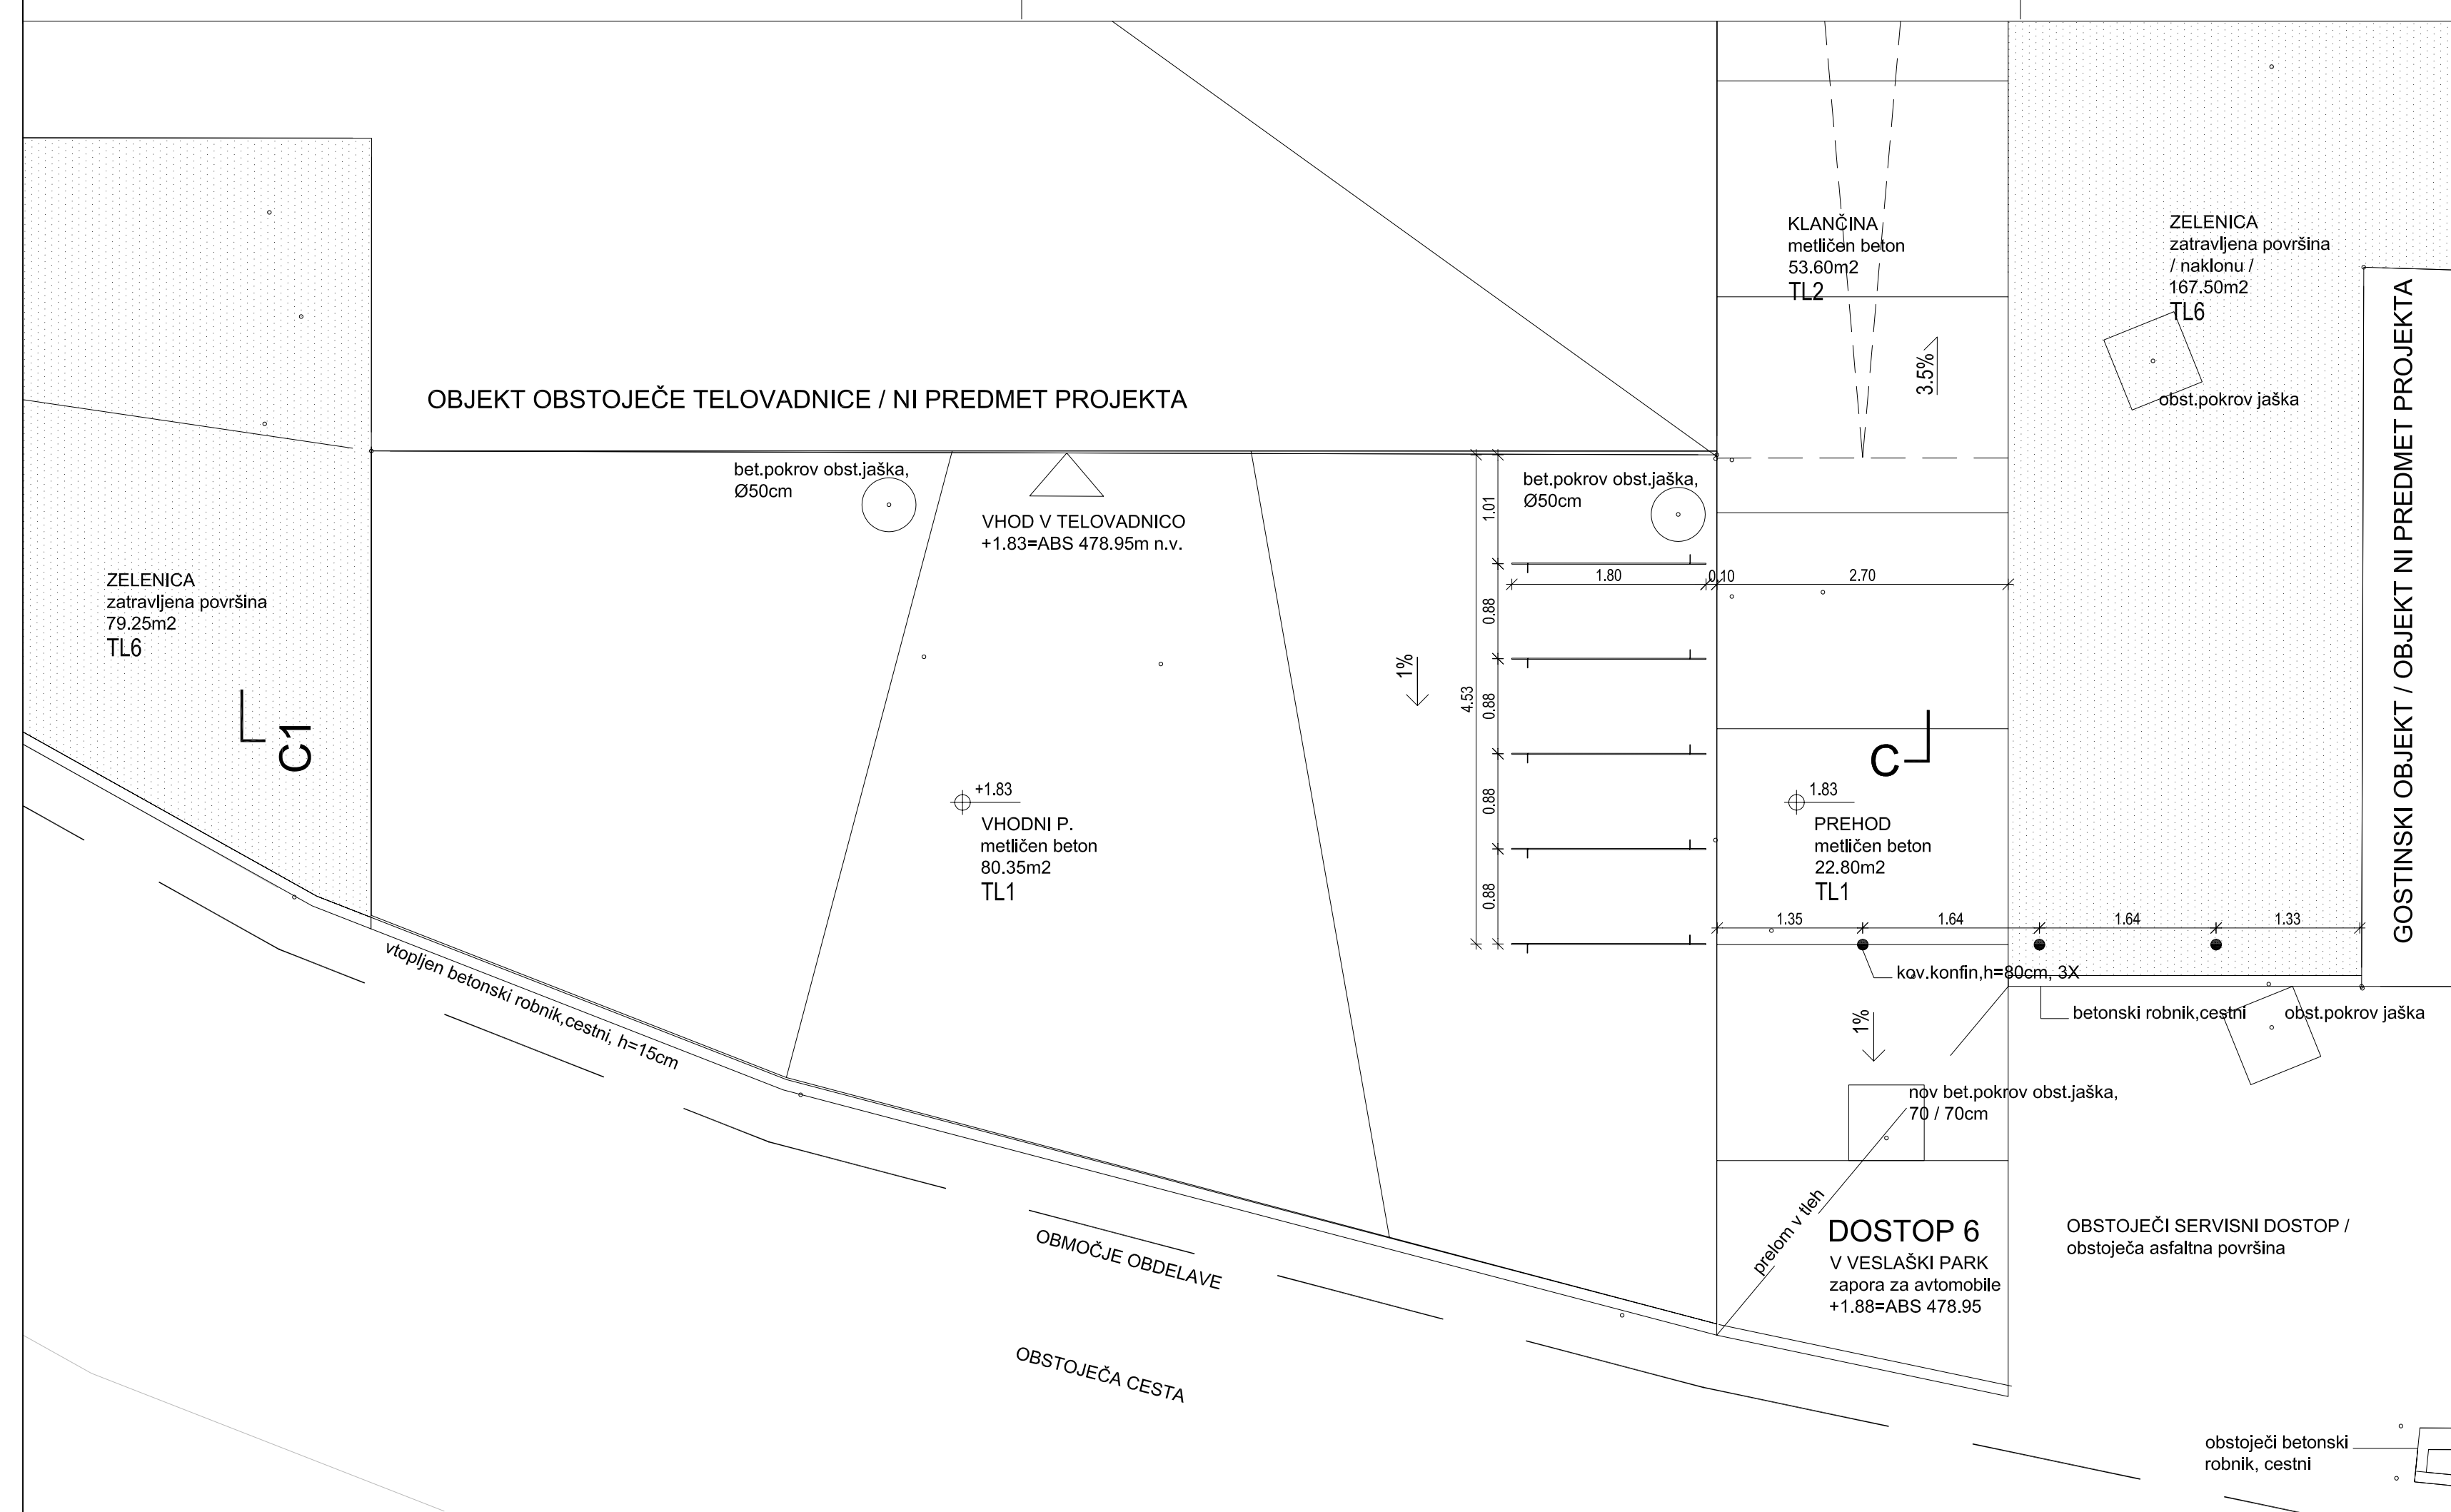 KLANČINA
metličen beton
53.60m2
TL2
ZELENICA
zatravljena površina
/ naklonu /
167.50m2
TL6
3.5%
obst.pokrov jaška
OBJEKT OBSTOJEČE TELOVADNICE / NI PREDMET PROJEKTA
GOSTINSKI OBJEKT / OBJEKT NI PREDMET PROJEKTA
bet.pokrov obst.jaška,
Ø50cm
VHOD V TELOVADNICO
+1.83=ABS 478.95m n.v.
bet.pokrov obst.jaška,
Ø50cm
1.01
0.88
0.88
0.88
0.88
4.53
1.80
0.10
2.70
ZELENICA
zatravljena površina
79.25m2
TL6
C1
1%
C
+1.83
VHODNI P.
metličen beton
80.35m2
TL1
1.83
PREHOD
metličen beton
22.80m2
TL1
1.35
1.64
1.64
1.33
kov.konfin,h=80cm, 3X
vtopljen betonski robnik,cestni, h=15cm
betonski robnik,cestni
obst.pokrov jaška
1%
nov bet.pokrov obst.jaška,
70 / 70cm
prelom v tleh
DOSTOP 6
V VESLAŠKI PARK
zapora za avtomobile
+1.88=ABS 478.95
OBSTOJEČI SERVISNI DOSTOP /
obstoječa asfaltna površina
OBMOČJE OBDELAVE
OBSTOJEČA CESTA
obstoječi betonski
robnik, cestni